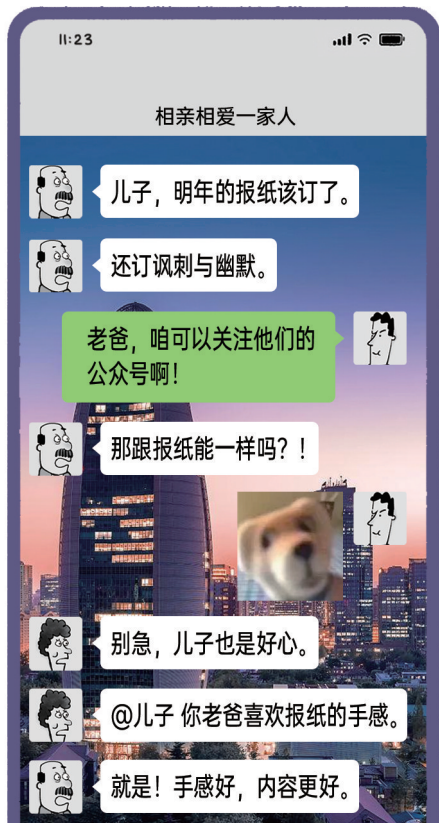 11:23
相亲相爱一家人
儿子，明年的报纸该订了。
还订讽刺与幽默。
老爸，咱可以关注他们的
公众号啊！
那跟报纸能一样吗？！
别急，儿子也是好心。
@儿子 你老爸喜欢报纸的手感。
就是！手感好，内容更好。